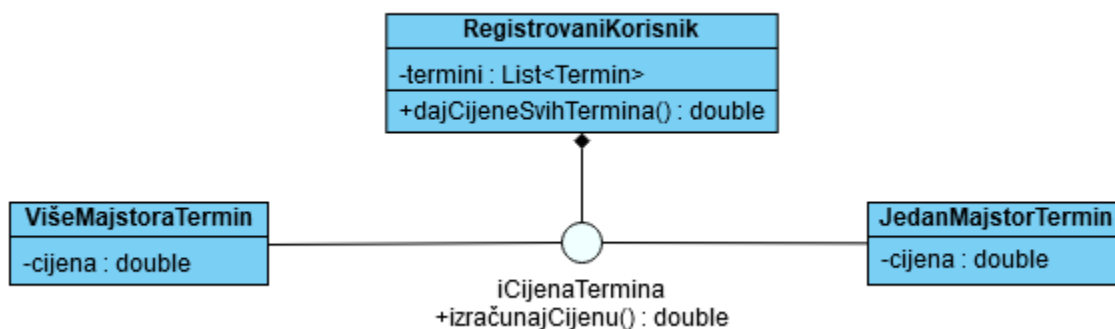 RegistrovaniKorisnik
-termini : List<Termin>
+dajCijeneSvihTermina() : double
VišeMajstoraTermin
-cijena : double
JedanMajstorTermin
-cijena : double
iCijenaTermina
+izračunajCijenu() : double